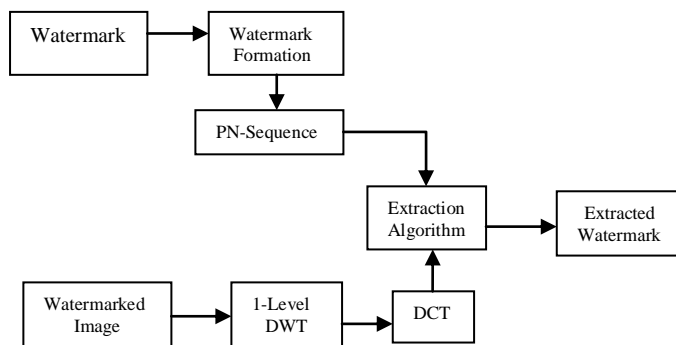 Watermark
Watermark
Formation
PN-Sequence
Extraction
Algorithm
Extracted
Watermark
Watermarked
Image
1-Level
DWT
DCT